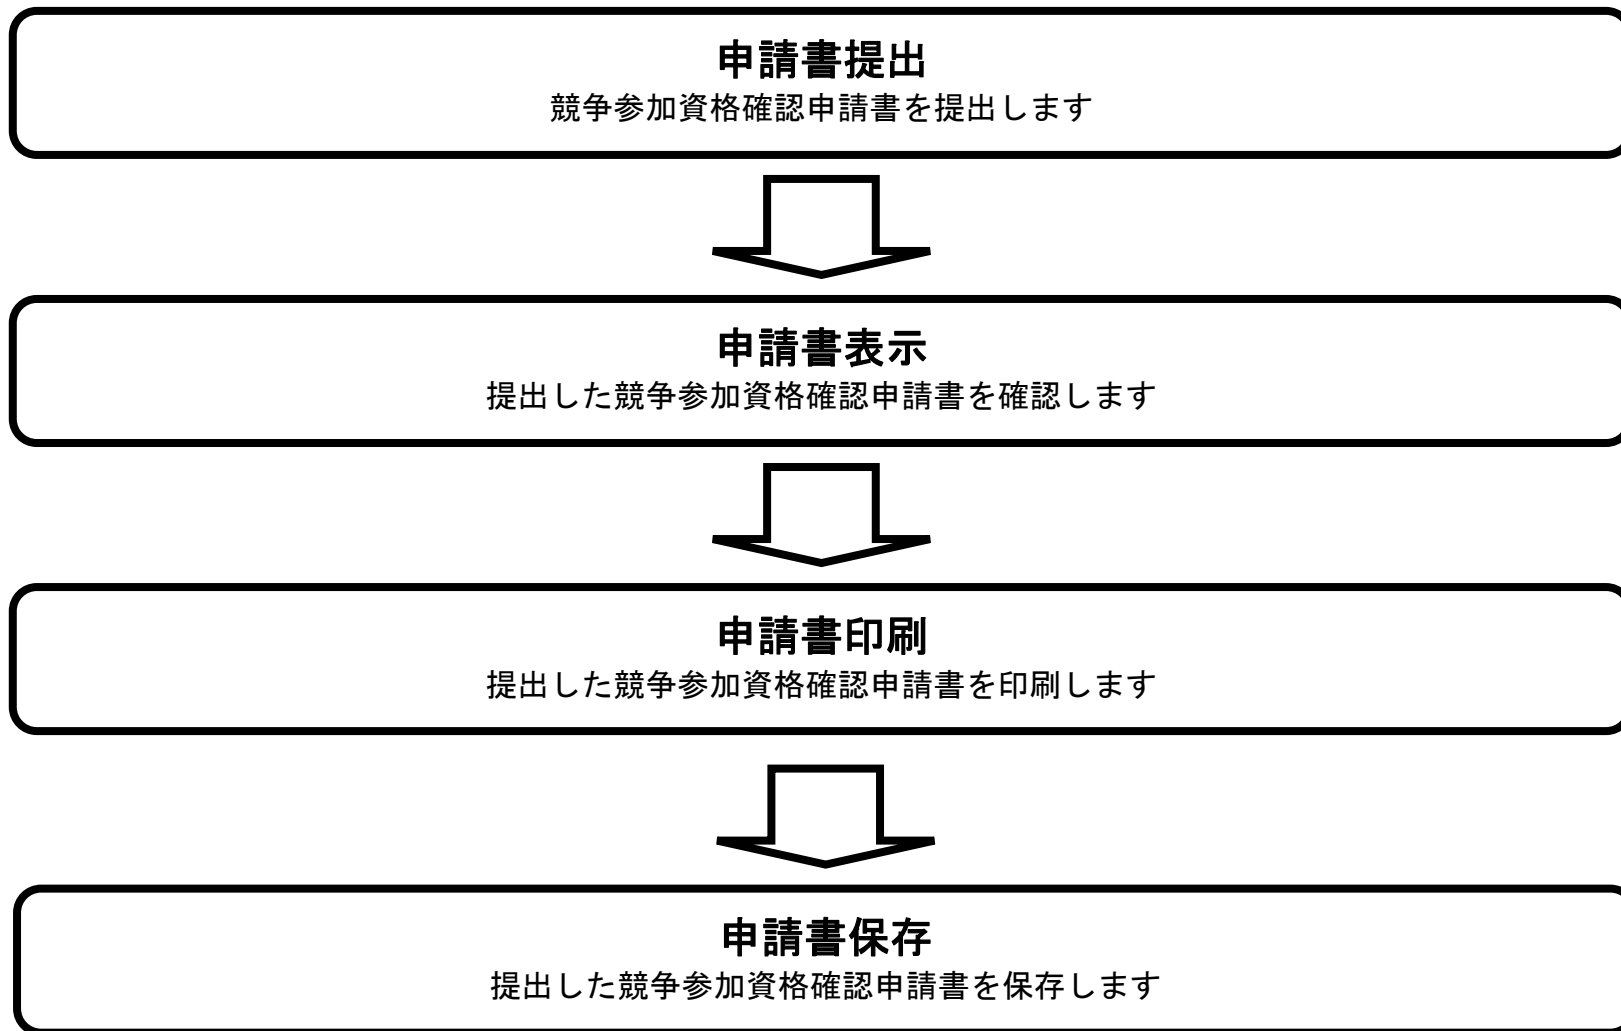 申請書提出
競争参加資格確認申請書を提出します
申請書表示
提出した競争参加資格確認申請書を確認します
申請書印刷
提出した競争参加資格確認申請書を印刷します
申請書保存
提出した競争参加資格確認申請書を保存します